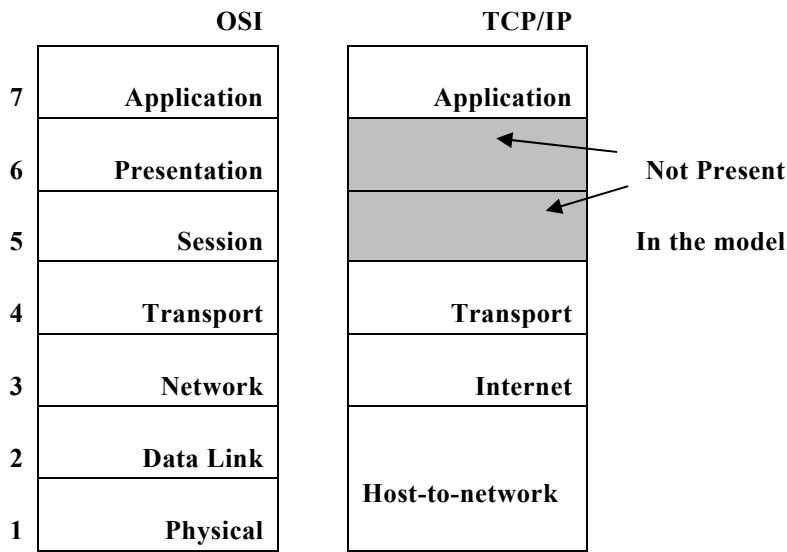 OSI TCP/IP
7 Application Application
6 Presentation Not Present
5 Session In the model
4 Transport Transport
3 Network Internet
2 Data Link
Host-to-network
1 Physical